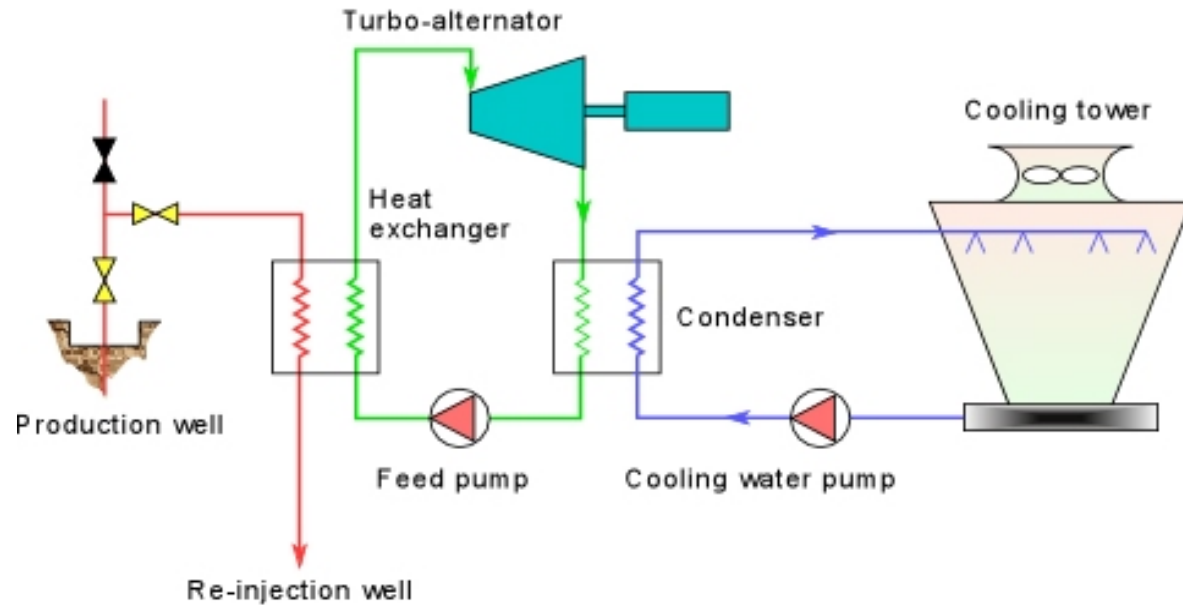 Turbo-alternator
Cooling tower
Heat
exchanger
Condenser
Production well
Feed pump
Cooling water pump
Re-injection well